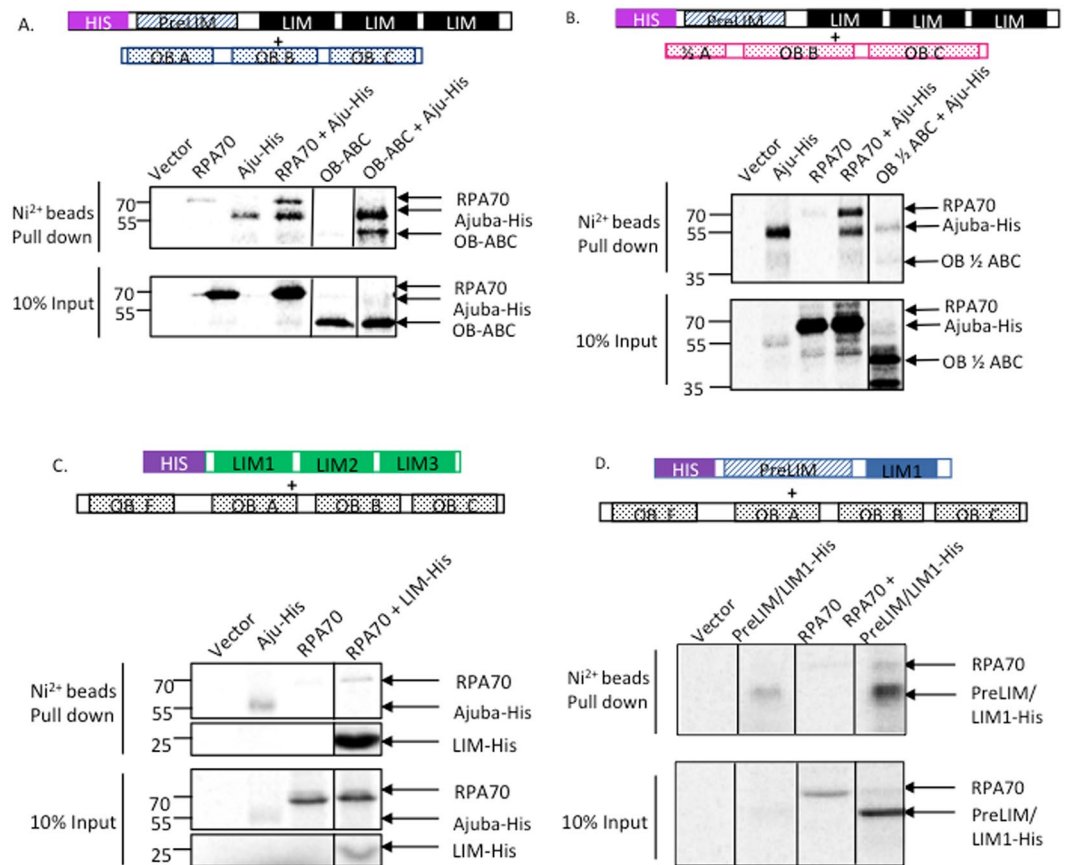 A.
HIS PreLIM LIM LIM LIM
+
OB A OB B OB C
Vector
RPA70
Aju-His
RPA70 + Aju-His
OB-ABC
OB-ABC + Aju-His
Ni²⁺ beads
Pull down
70
55
RPA70
Ajuba-His
OB-ABC
10% Input
70
55
RPA70
Ajuba-His
OB-ABC
B.
HIS PreLIM LIM LIM LIM
+
½ A OB B OB C
Vector
Aju-His
RPA70
RPA70 + Aju-His
OB ½ ABC + Aju-His
Ni²⁺ beads
Pull down
70
55
35
RPA70
Ajuba-His
OB ½ ABC
10% Input
70
55
35
RPA70
Ajuba-His
OB ½ ABC
C.
HIS LIM1 LIM2 LIM3
+
OB F OB A OB B OB C
Vector
Aju-His
RPA70
RPA70 + LIM-His
Ni²⁺ beads
Pull down
70
55
25
RPA70
Ajuba-His
LIM-His
10% Input
70
55
25
RPA70
Ajuba-His
LIM-His
D.
HIS PreLIM LIM1
+
OB F OB A OB B OB C
Vector
PreLIM/LIM1-His
RPA70
RPA70 +
PreLIM/LIM1-His
Ni²⁺ beads
Pull down
RPA70
PreLIM/
LIM1-His
10% Input
RPA70
PreLIM/
LIM1-His